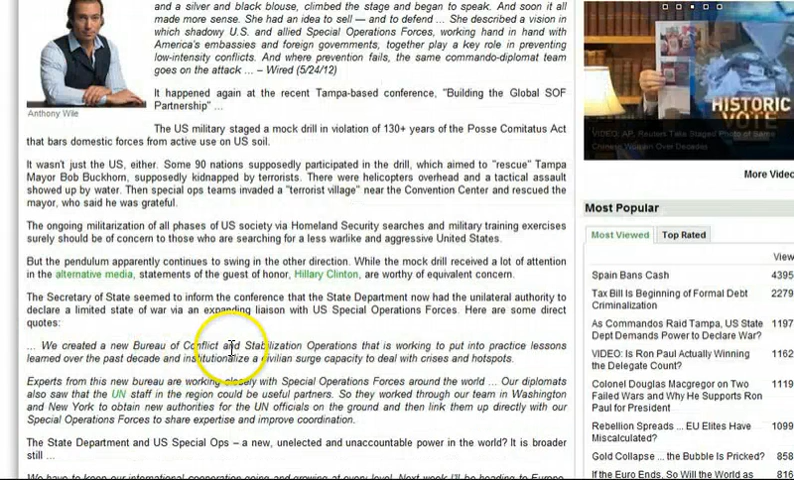 and a silver and black blouse, climbed the stage and began to speak. And soon it all
made more sense. She had an idea to sell — and to defend ... She described a vision in
which shadowy U.S. and allied Special Operations Forces, working hand in hand with
America's embassies and foreign governments, together play a key role in preventing
low-intensity conflicts. And where prevention fails, the same commando-diplomat team
goes on the attack ... – Wired (5/24/12)
Anthony Wile
It happened again at the recent Tampa-based conference, "Building the Global SOF
Partnership" ...
The US military staged a mock drill in violation of 130+ years of the Posse Comitatus Act
that bars domestic forces from active use on US soil.
It wasn't just the US, either. Some 90 nations supposedly participated in the drill, which aimed to "rescue" Tampa
Mayor Bob Buckhorn, supposedly kidnapped by terrorists. There were helicopters overhead and a tactical assault
showed up by water. Then special ops teams invaded a "terrorist village" near the Convention Center and rescued the
mayor, who said he was grateful.
The ongoing militarization of all phases of US society via Homeland Security searches and military training exercises
surely should be of concern to those who are searching for a less warlike and aggressive United States.
But the pendulum apparently continues to swing in the other direction. While the mock drill received a lot of attention
in the alternative media, statements of the guest of honor, Hillary Clinton, are worthy of equivalent concern.
The Secretary of State seemed to inform the conference that the State Department now had the unilateral authority to
declare a limited state of war via an expanding liaison with US Special Operations Forces. Here are some direct
quotes:
... We created a new Bureau of Conflict and Stabilization Operations that is working to put into practice lessons
learned over the past decade and institutionalize a civilian surge capacity to deal with crises and hotspots.
Experts from this new bureau are working closely with Special Operations Forces around the world ... Our diplomats
also saw that the UN staff in the region could be useful partners. So they worked through our team in Washington
and New York to obtain new authorities for the UN officials on the ground and then link them up directly with our
Special Operations Forces to share expertise and improve coordination.
The State Department and US Special Ops – a new, unelected and unaccountable power in the world? It is broader
still ...
We have to keep our international cooperation going and growing at every level. Next week I'll be heading to Europe
HISTORIC
VOTE
VIDEO: AP, Reuters Take Staged Photo of Same
Chinese Woman Over Decades
More Video
Most Popular
Most Viewed Top Rated
View
Spain Bans Cash 4395
Tax Bill Is Beginning of Formal Debt 2279
Criminalization
As Commandos Raid Tampa, US State 1197
Dept Demands Power to Declare War?
VIDEO: Is Ron Paul Actually Winning 1162
the Delegate Count?
Colonel Douglas Macgregor on Two 1119
Failed Wars and Why He Supports Ron
Paul for President
Rebellion Spreads ... EU Elites Have 1099
Miscalculated?
Gold Collapse ... the Bubble Is Pricked? 858
If the Euro Ends, So Will the World as 816